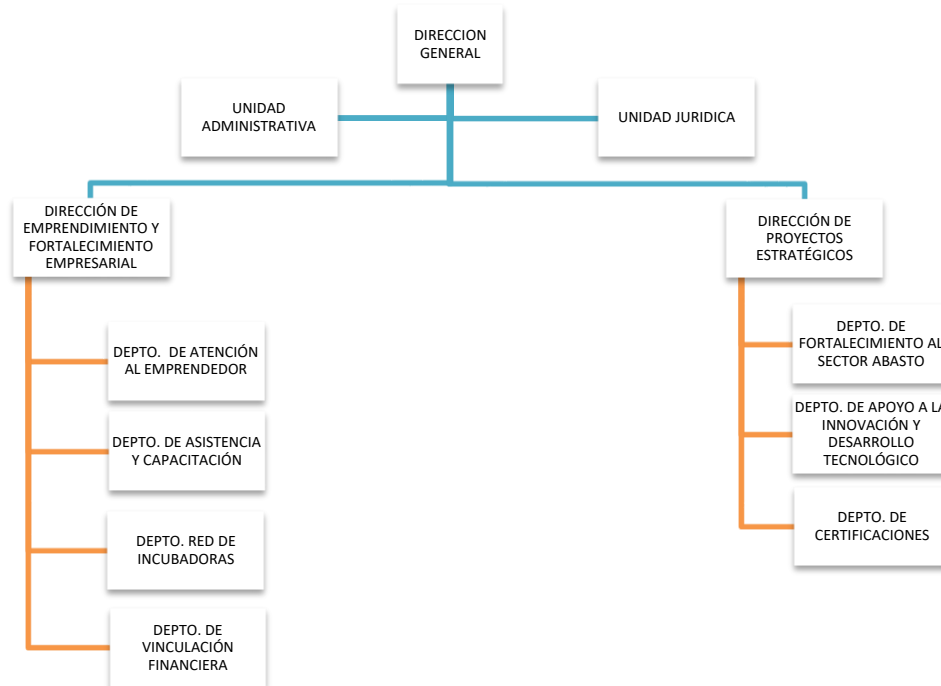 DIRECCION
GENERAL
UNIDAD
ADMINISTRATIVA
UNIDAD JURIDICA
DIRECCIÓN DE
EMPRENDIMIENTO Y
FORTALECIMIENTO
EMPRESARIAL
DIRECCIÓN DE
PROYECTOS
ESTRATÉGICOS
DEPTO. DE ATENCIÓN
AL EMPRENDEDOR
DEPTO. DE ASISTENCIA
Y CAPACITACIÓN
DEPTO. RED DE
INCUBADORAS
DEPTO. DE
VINCULACIÓN
FINANCIERA
DEPTO. DE
FORTALECIMIENTO AL
SECTOR ABASTO
DEPTO. DE APOYO A LA
INNOVACIÓN Y
DESARROLLO
TECNOLÓGICO
DEPTO. DE
CERTIFICACIONES